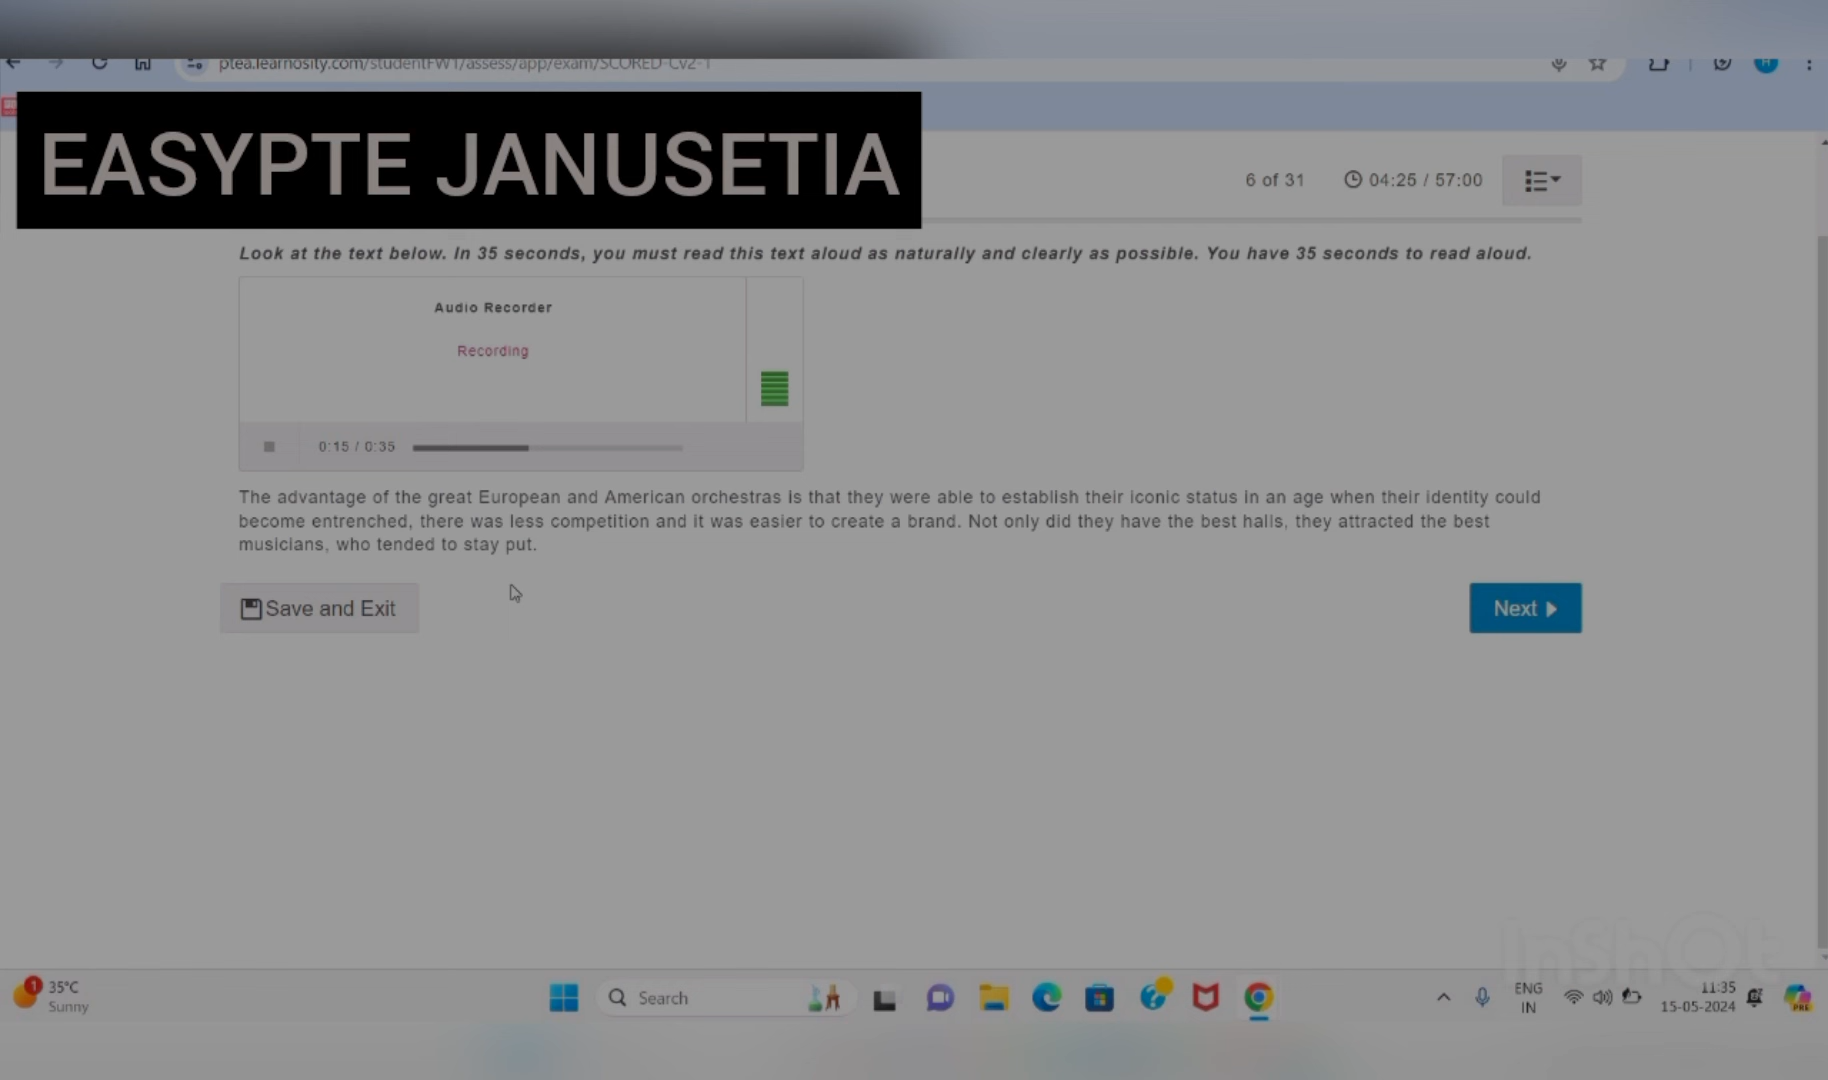 ptea.learnosity.com/studentFW1/assess/app/exam/SCORED-Cv2-1
EASYPTE JANUSETIA
6 of 31
04:25 / 57:00
Look at the text below. In 35 seconds, you must read this text aloud as naturally and clearly as possible. You have 35 seconds to read aloud.
Audio Recorder
Recording
0:15 / 0:35
The advantage of the great European and American orchestras is that they were able to establish their iconic status in an age when their identity could
become entrenched, there was less competition and it was easier to create a brand. Not only did they have the best halls, they attracted the best
musicians, who tended to stay put.
Save and Exit
Next
InShOt
1
35°C
Sunny
Search
ENG
IN
11:35
15-05-2024
PRE